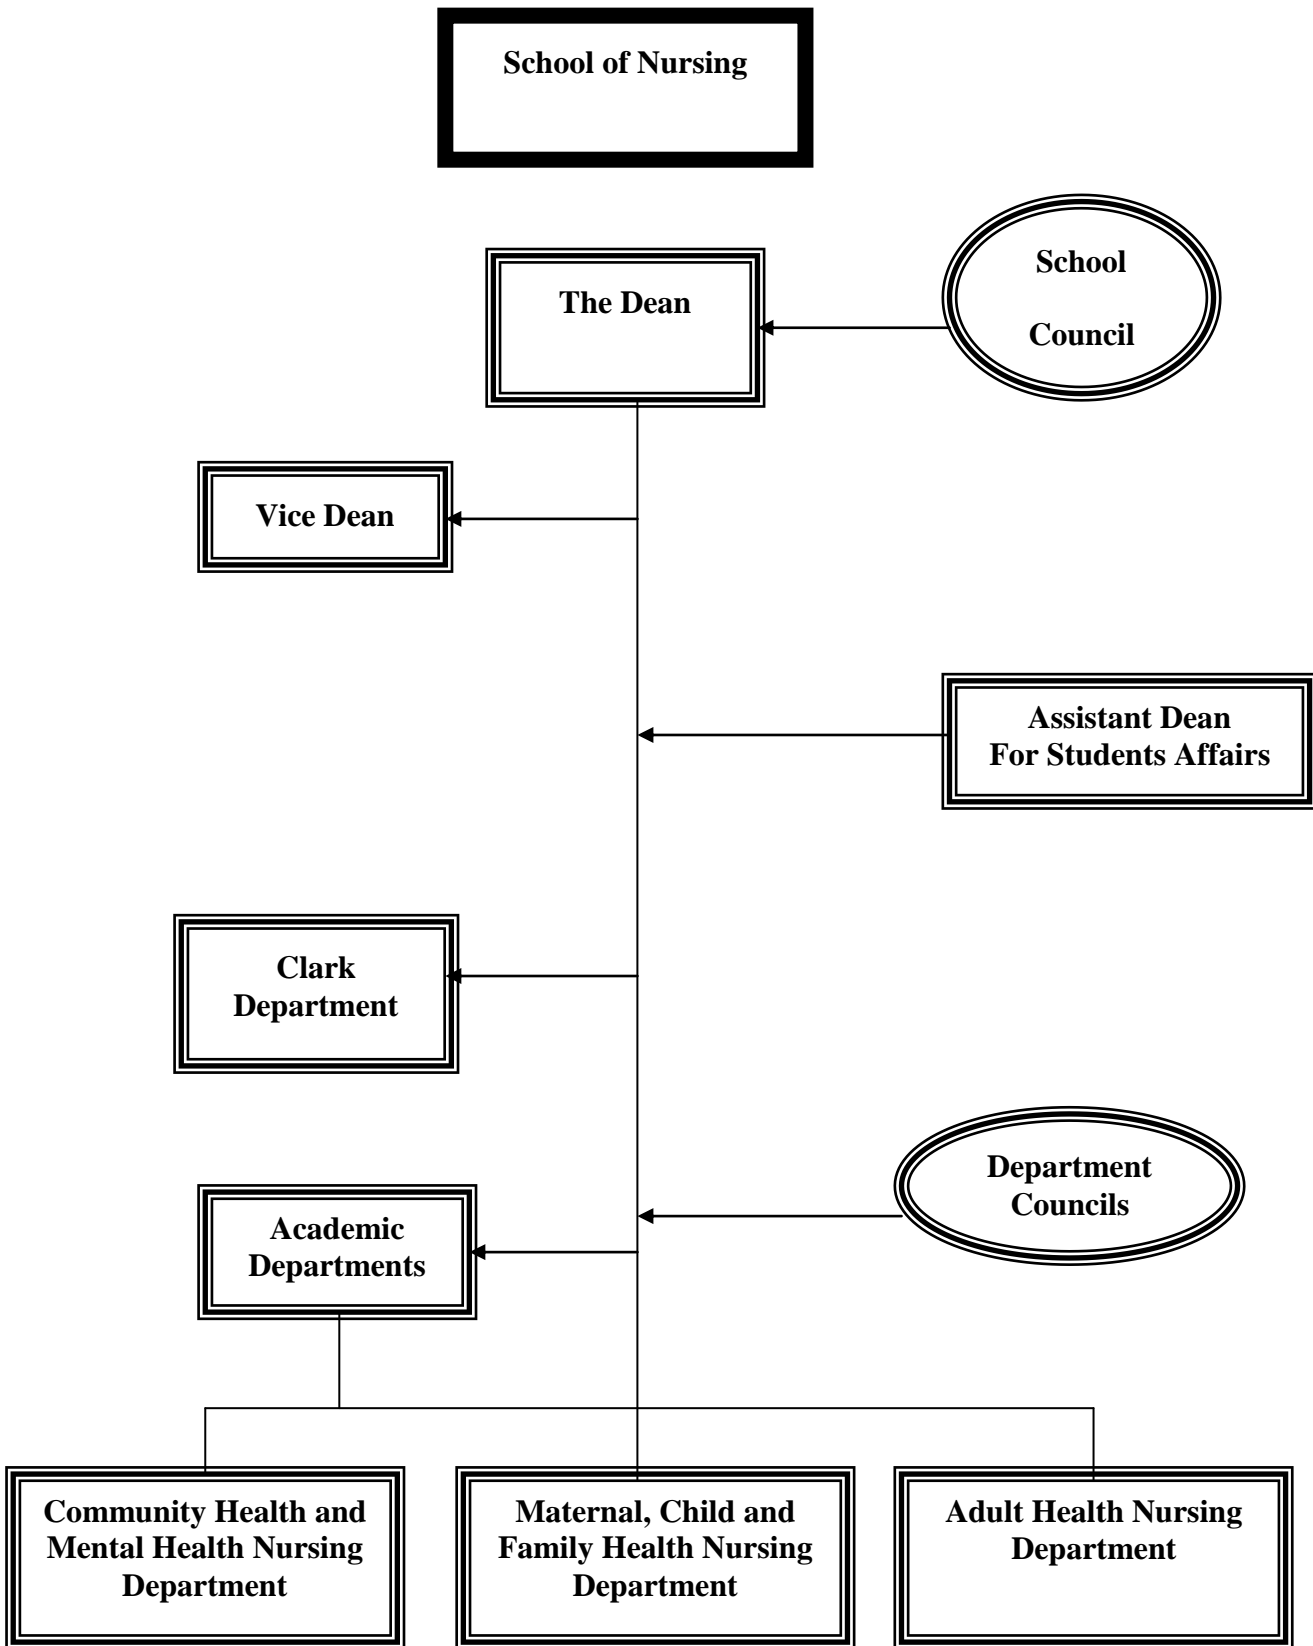 School of Nursing
School
Council
The Dean
Vice Dean
Assistant Dean
For Students Affairs
Clark
Department
Department
Councils
Academic
Departments
Community Health and
Mental Health Nursing
Department
Maternal, Child and
Family Health Nursing
Department
Adult Health Nursing
Department